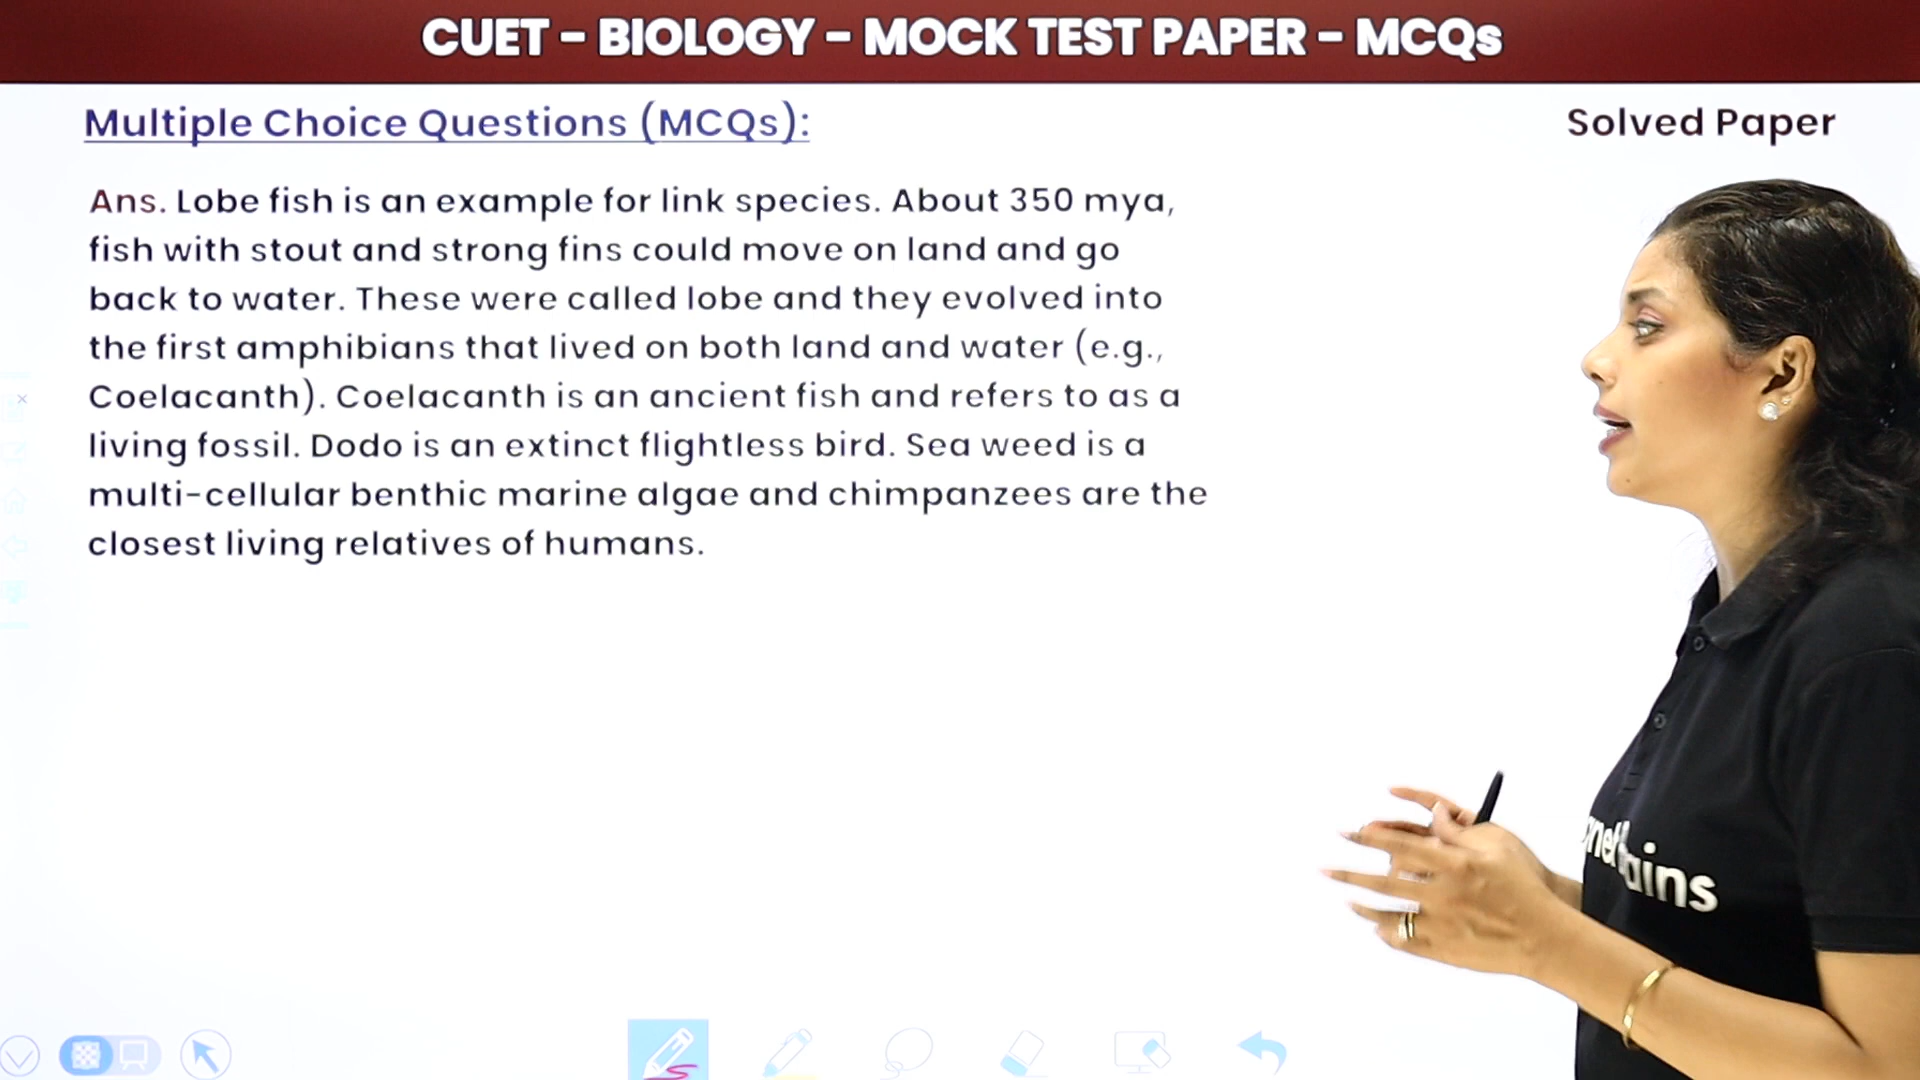 CUET - BIOLOGY - MOCK TEST PAPER - MCQs
Multiple Choice Questions (MCQs):
Solved Paper
Ans. Lobe fish is an example for link species. About 350 mya,
fish with stout and strong fins could move on land and go
back to water. These were called lobe and they evolved into
the first amphibians that lived on both land and water (e.g.,
Coelacanth). Coelacanth is an ancient fish and refers to as a
living fossil. Dodo is an extinct flightless bird. Sea weed is a
multi-cellular benthic marine algae and chimpanzees are the
closest living relatives of humans.